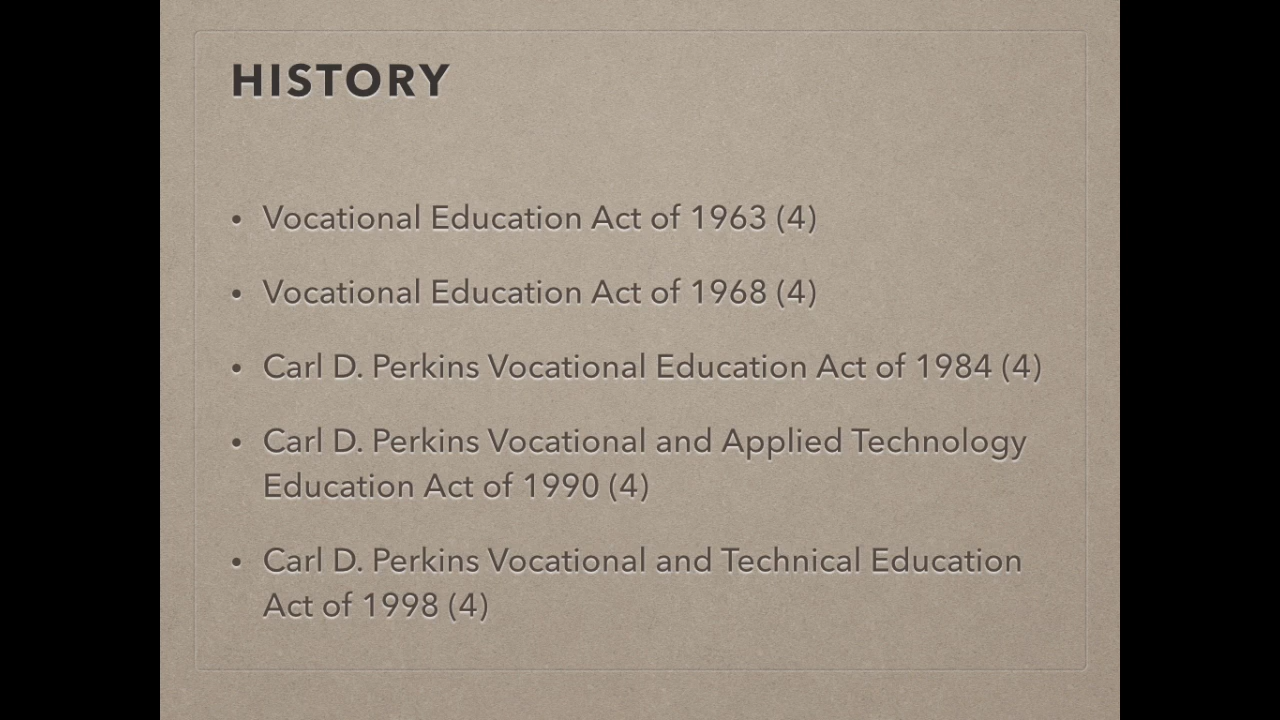 HISTORY
• Vocational Education Act of 1963 (4)
• Vocational Education Act of 1968 (4)
• Carl D. Perkins Vocational Education Act of 1984 (4)
• Carl D. Perkins Vocational and Applied Technology
Education Act of 1990 (4)
• Carl D. Perkins Vocational and Technical Education
Act of 1998 (4)